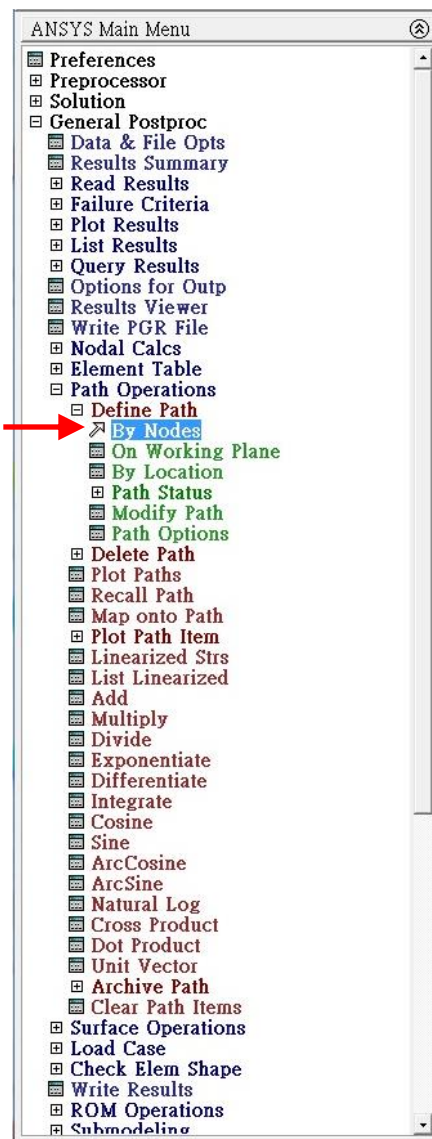 ANSYS Main Menu
Preferences
Preprocessor
Solution
General Postproc
Data & File Opts
Results Summary
Read Results
Failure Criteria
Plot Results
List Results
Query Results
Options for Outp
Results Viewer
Write PGR File
Nodal Calcs
Element Table
Path Operations
Define Path
By Nodes
On Working Plane
By Location
Path Status
Modify Path
Path Options
Delete Path
Plot Paths
Recall Path
Map onto Path
Plot Path Item
Linearized Strs
List Linearized
Add
Multiply
Divide
Exponentiate
Differentiate
Integrate
Cosine
Sine
ArcCosine
ArcSine
Natural Log
Cross Product
Dot Product
Unit Vector
Archive Path
Clear Path Items
Surface Operations
Load Case
Check Elem Shape
Write Results
ROM Operations
Submodeling